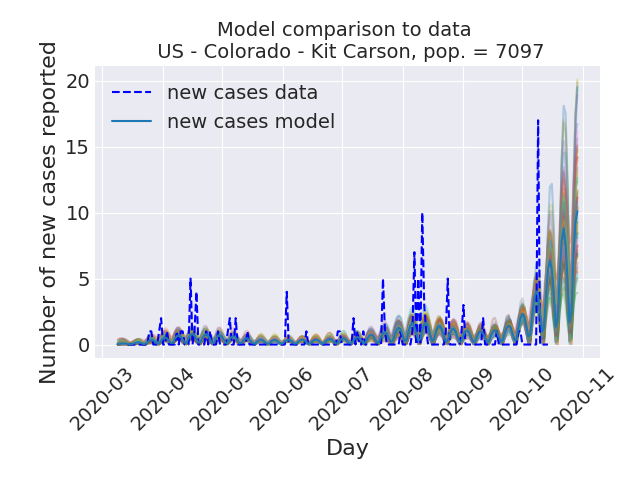 Model comparison to data
US - Colorado - Kit Carson, pop. = 7097
Number of new cases reported
20
15
10
5
0
new cases data
new cases model
2020-03
2020-04
2020-05
2020-06
2020-07
2020-08
2020-09
2020-10
2020-11
Day